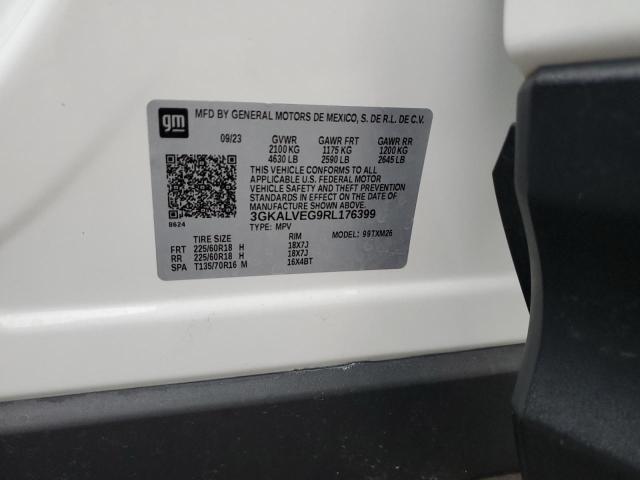 gm
MFD BY GENERAL MOTORS DE MEXICO, S. DE R.L. DE C.V.
09/23 GVWR GAWR FRT GAWR RR
2100 KG 1175 KG 1200 KG
4630 LB 2590 LB 2645 LB
THIS VEHICLE CONFORMS TO ALL
APPLICABLE U.S. FEDERAL MOTOR
VEHICLE SAFETY AND THEFT PREVENTION
STANDARDS IN EFFECT ON THE DATE OF
MANUFACTURE SHOWN ABOVE.
3GKALVEG9RL176399
8624
TYPE: MPV MODEL: 99TXM26
TIRE SIZE RIM
FRT 225/60R18 H 18X7J
RR 225/60R18 H 18X7J
SPA T135/70R16 M 16X4BT